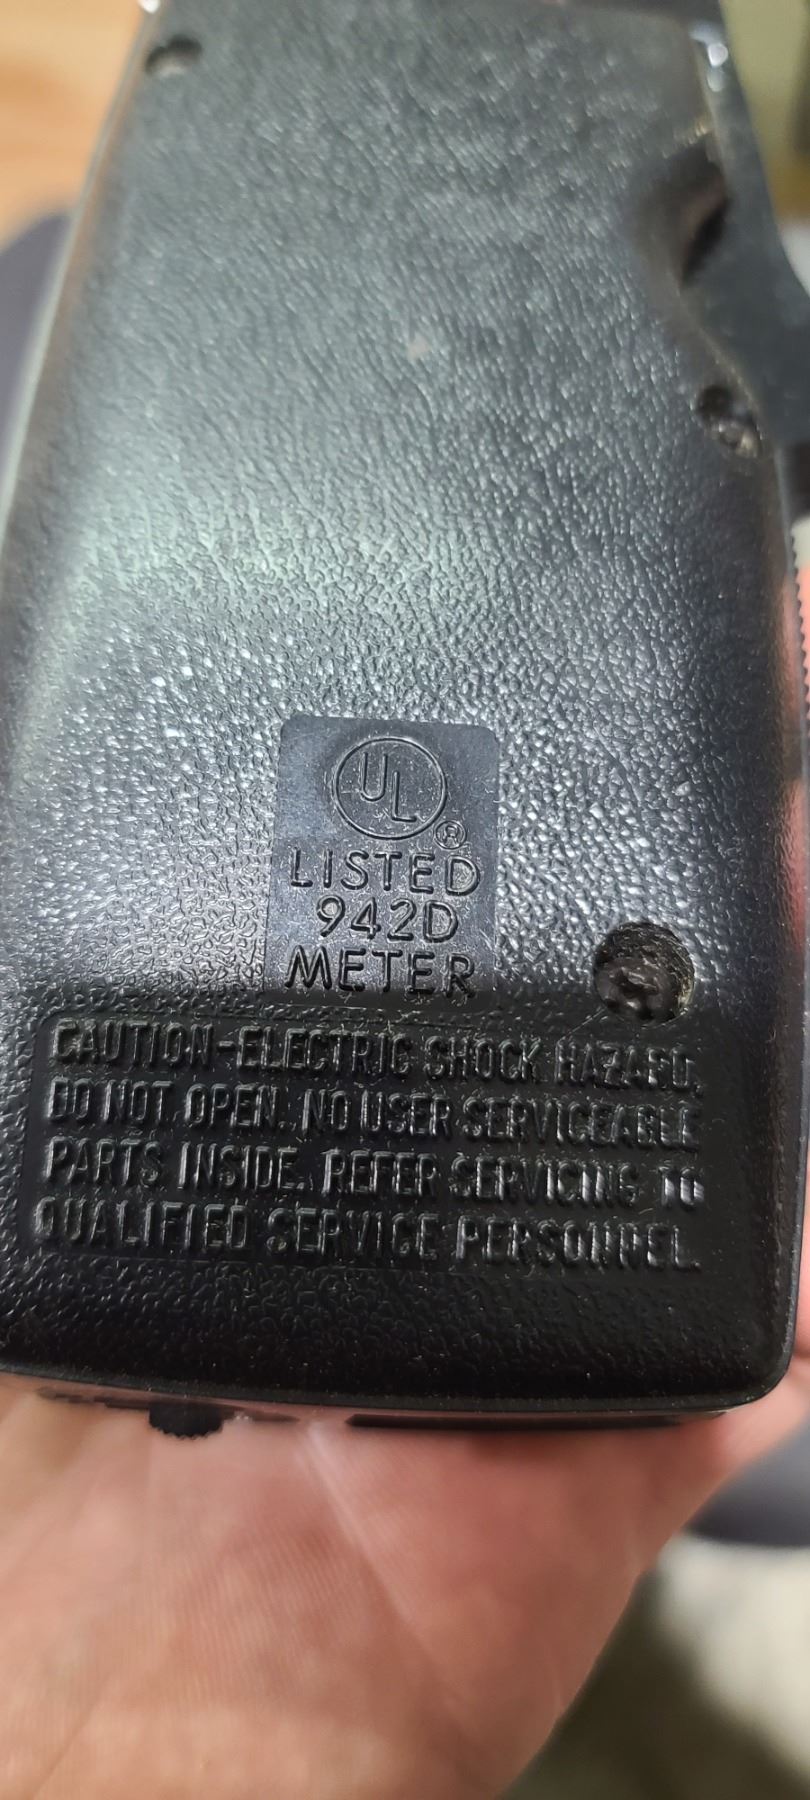 UL®
LISTED
942D
METER
CAUTION-ELECTRIC SHOCK HAZARD.
DO NOT OPEN. NO USER SERVICEABLE
PARTS INSIDE. REFER SERVICING TO
QUALIFIED SERVICE PERSONNEL.